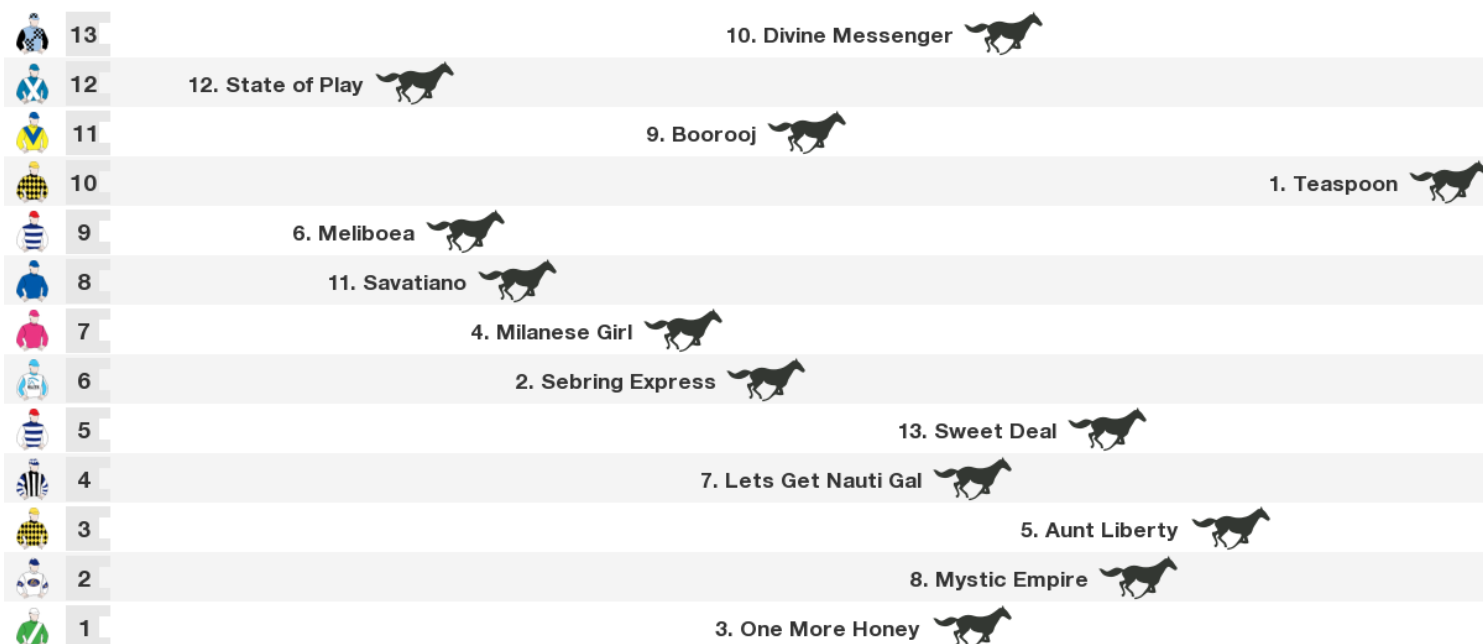 13 10. Divine Messenger
12 12. State of Play
11 9. Boorooj
10 1. Teaspoon
9 6. Meliboea
8 11. Savatiano
7 4. Milanese Girl
6 2. Sebring Express
5 13. Sweet Deal
4 7. Lets Get Nauti Gal
3 5. Aunt Liberty
2 8. Mystic Empire
1 3. One More Honey